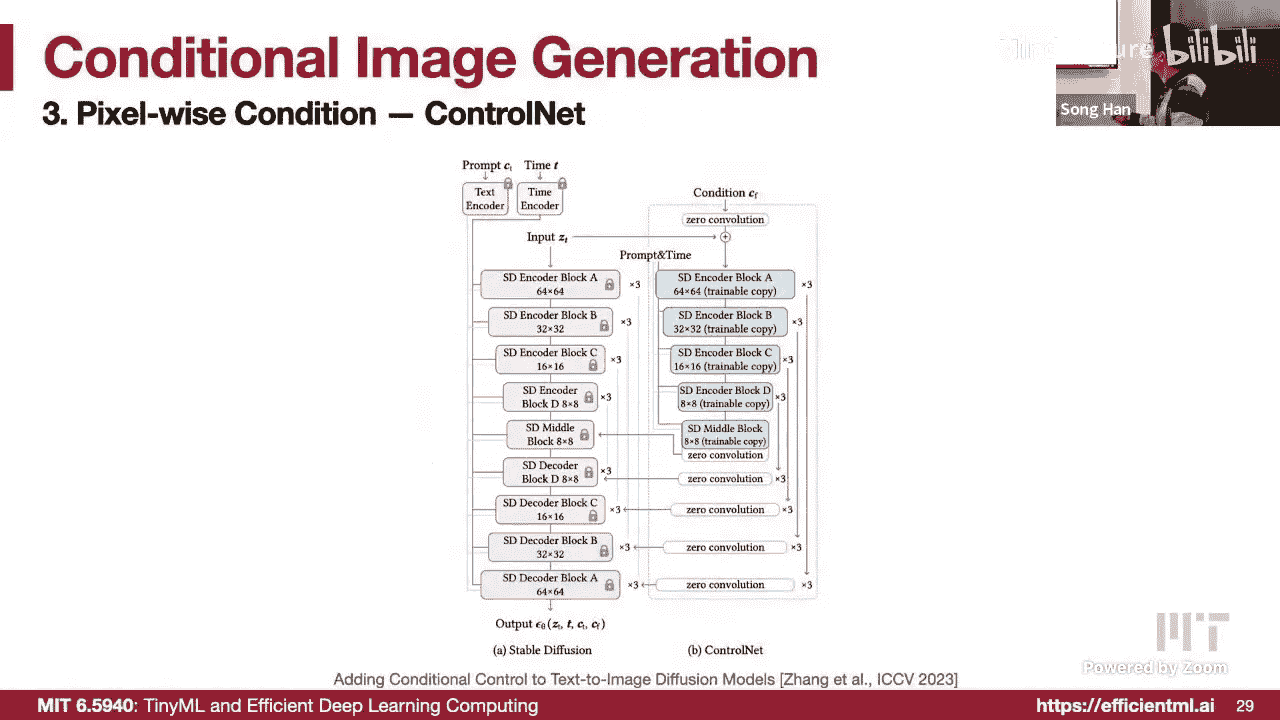 Conditional Image Generation
3. Pixel-wise Condition — ControlNet
bilibili
Song Han
Prompt cₜ Time t
Text
Encoder
Time
Encoder
Input zₜ
SD Encoder Block A
64×64
×3
SD Encoder Block B
32×32
×3
SD Encoder Block C
16×16
×3
SD Encoder
Block D 8×8
×3
SD Middle
Block 8×8
SD Decoder
Block D 8×8
×3
SD Decoder Block C
16×16
×3
SD Decoder Block B
32×32
×3
SD Decoder Block A
64×64
×3
Output ϵθ(zₜ, t, cₜ, cf)
(a) Stable Diffusion
Condition cf
zero convolution
Prompt&Time
SD Encoder Block A
64×64 (trainable copy)
×3
SD Encoder Block B
32×32 (trainable copy)
×3
SD Encoder Block C
16×16 (trainable copy)
×3
SD Encoder Block D
8×8 (trainable copy)
×3
SD Middle Block
8×8 (trainable copy)
zero convolution
zero convolution
×3
zero convolution
×3
zero convolution
×3
zero convolution
×3
(b) ControlNet
MIT
Powered by Zoom
Adding Conditional Control to Text-to-Image Diffusion Models [Zhang et al., ICCV 2023]
MIT 6.5940: TinyML and Efficient Deep Learning Computing
https://efficientml.ai
29